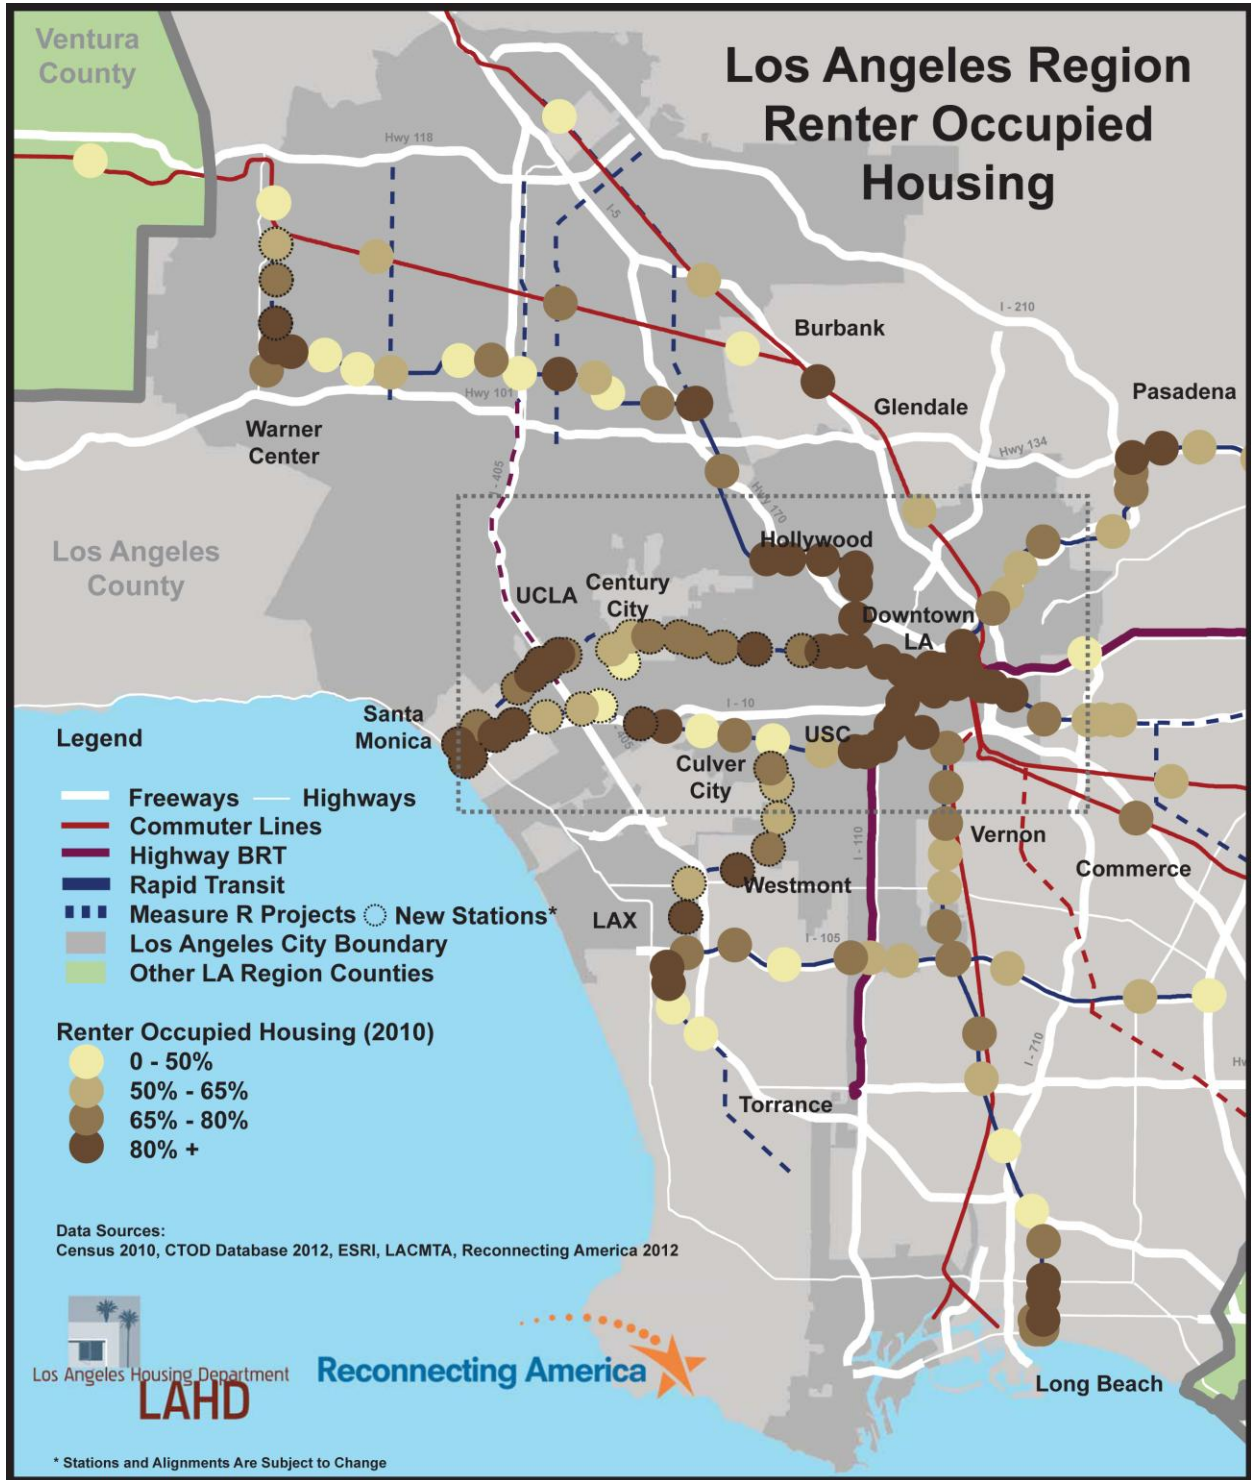 Ventura
County
Los Angeles Region
Renter Occupied
Housing
Hwy 118
I-5
I - 210
Burbank
Pasadena
Glendale
Hwy 101
Warner
Center
Hwy 134
I - 405
Hwy 170
Los Angeles
County
Hollywood
UCLA
Century
City
Downtown
LA
Santa
Monica
I - 10
I - 405
USC
Culver
City
Legend
Freeways
Highways
Commuter Lines
Highway BRT
Rapid Transit
Measure R Projects
New Stations*
Los Angeles City Boundary
Other LA Region Counties
Vernon
I - 110
Commerce
Westmont
LAX
I - 105
Renter Occupied Housing (2010)
0 - 50%
50% - 65%
65% - 80%
80% +
I - 710
Hw
Torrance
Data Sources:
Census 2010, CTOD Database 2012, ESRI, LACMTA, Reconnecting America 2012
Los Angeles Housing Department
LAHD
Reconnecting America
Long Beach
* Stations and Alignments Are Subject to Change